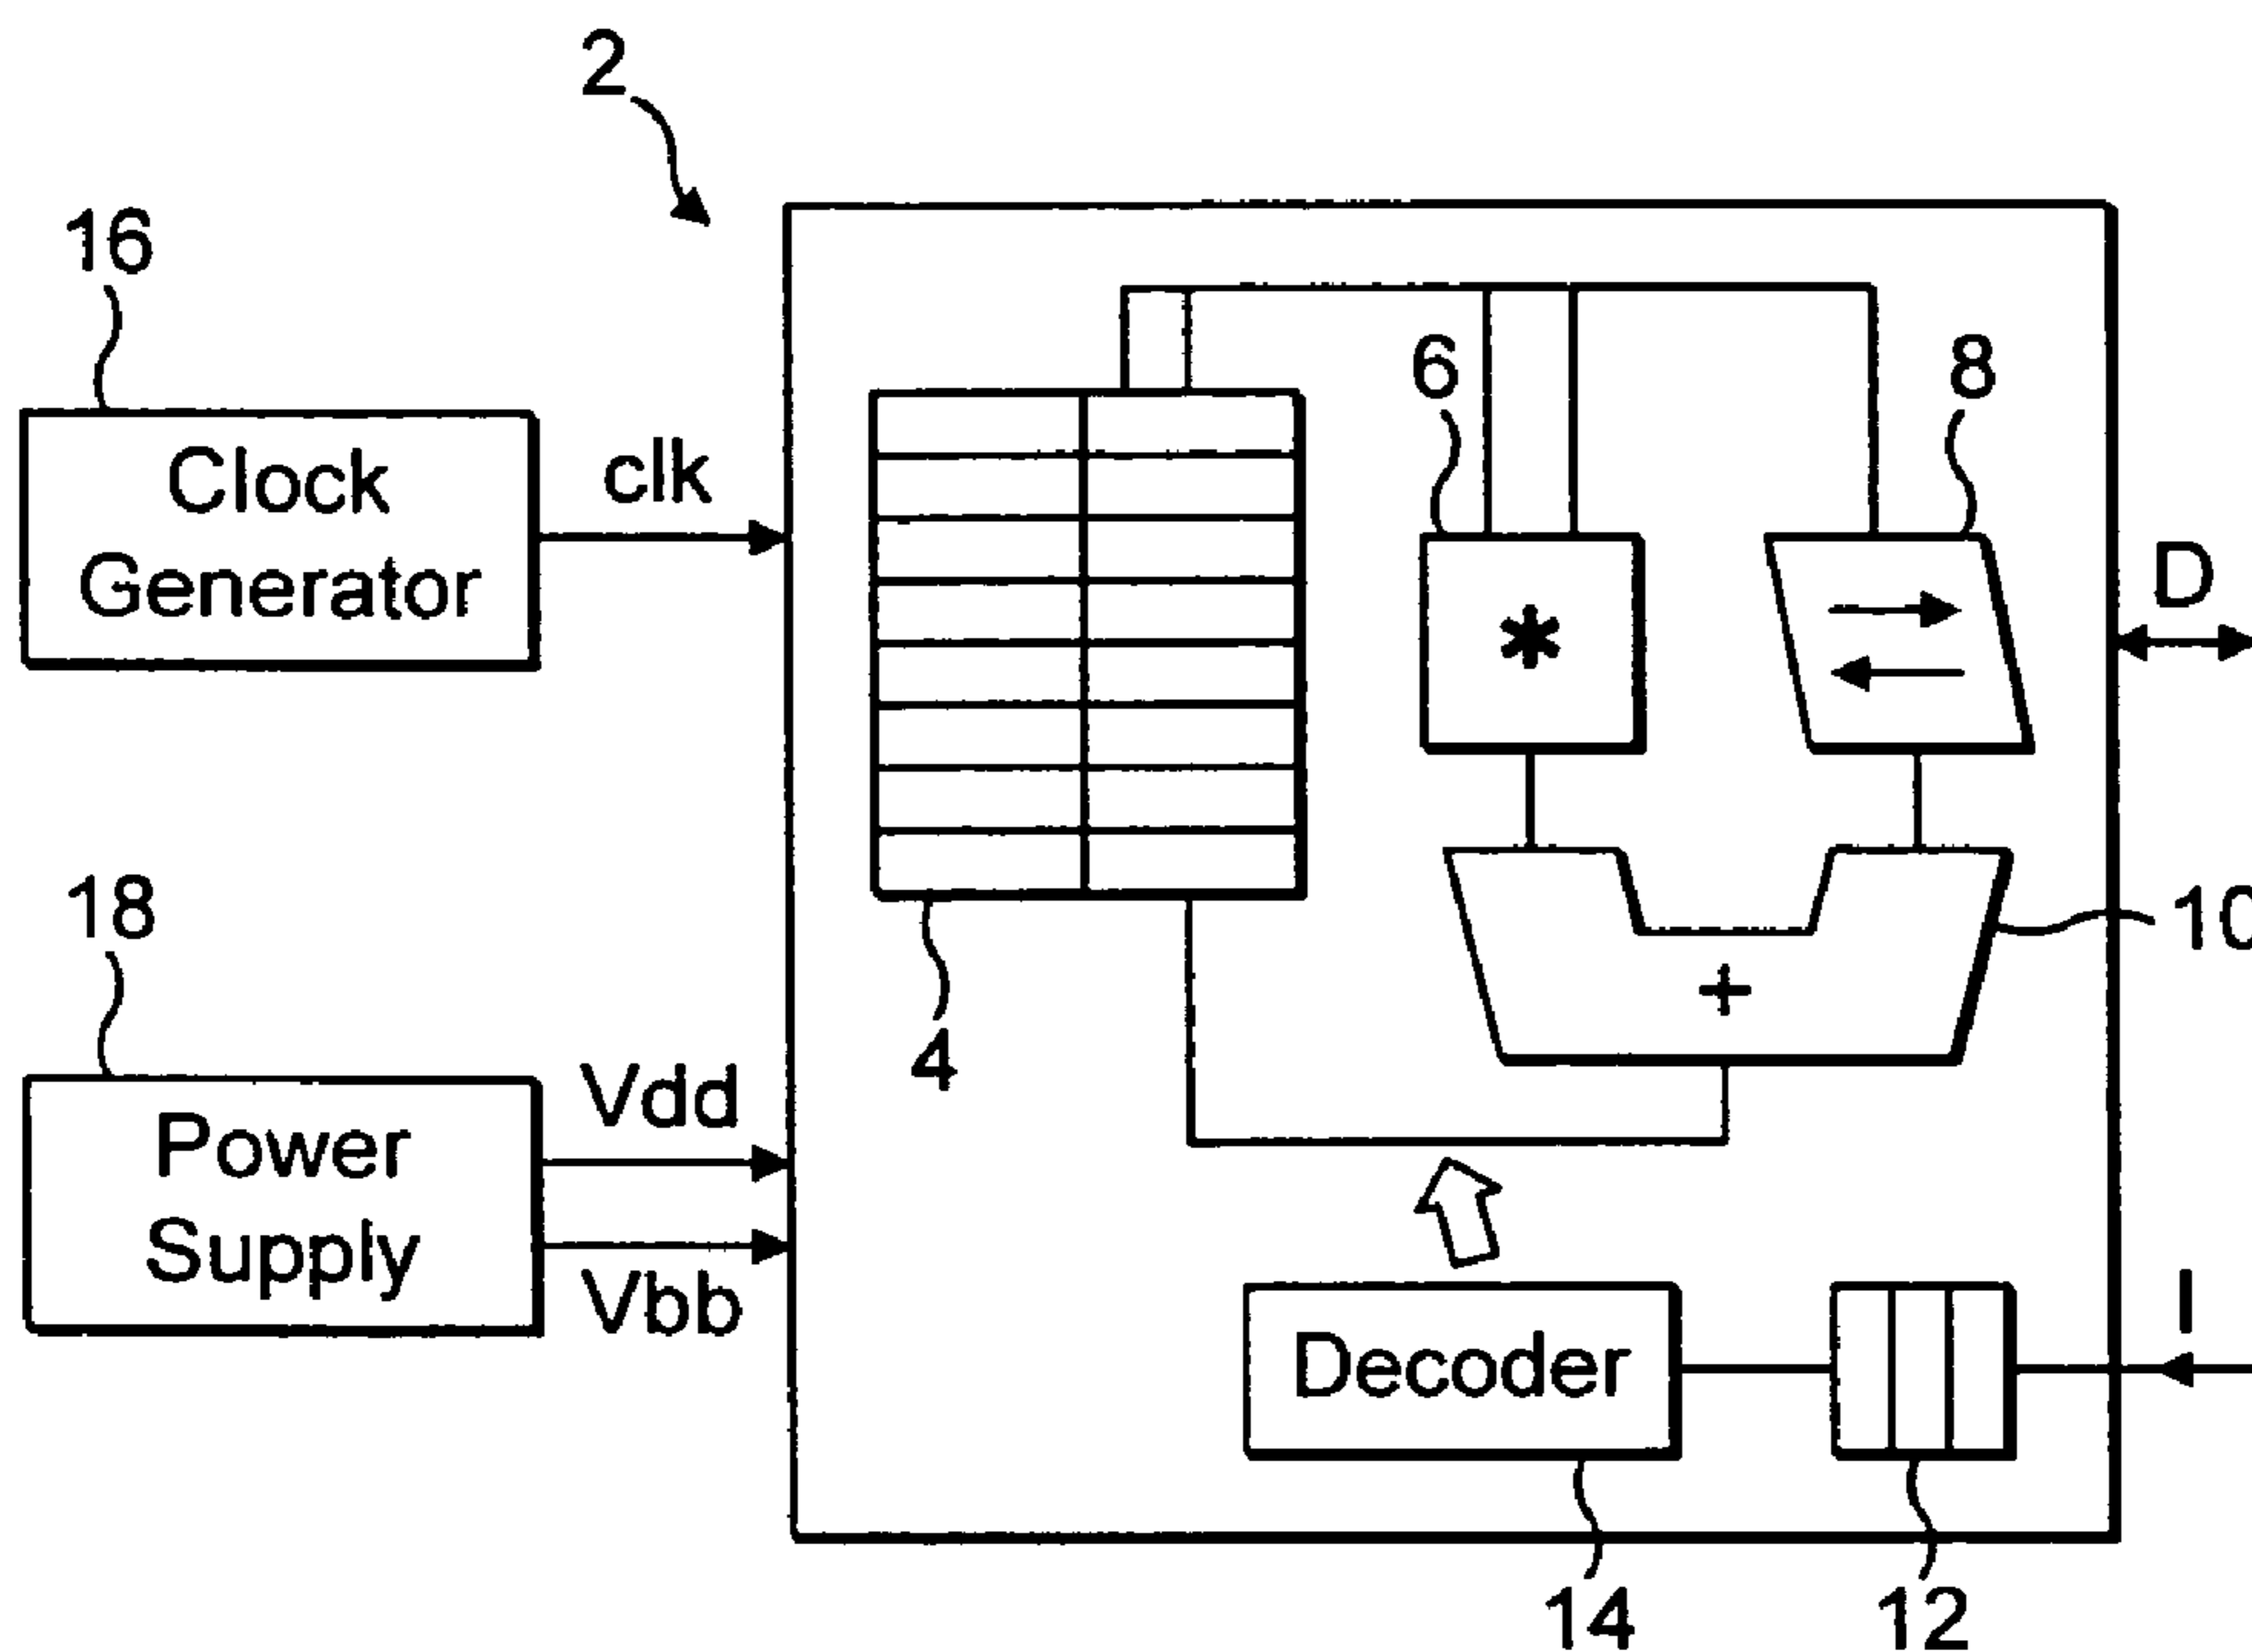 2
16
Clock
Generator
clk
6
8
*
D
18
Power
Supply
Vdd
Vbb
4
10
+
Decoder
I
14
12